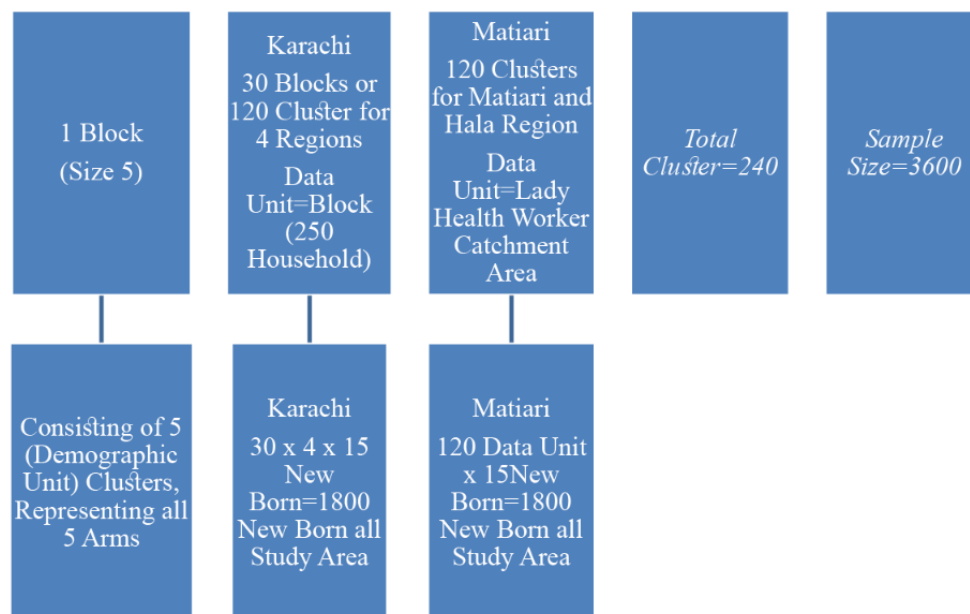 1 Block
(Size 5)
Karachi
30 Blocks or
120 Cluster for
4 Regions
Data
Unit=Block
(250
Household)
Matiari
120 Clusters
for Matiari and
Hala Region
Data
Unit=Lady
Health Worker
Catchment
Area
Total
Cluster=240
Sample
Size=3600
Consisting of 5
(Demographic
Unit) Clusters,
Representing all
5 Arms
Karachi
30 x 4 x 15
New
Born=1800
New Born all
Study Area
Matiari
120 Data Unit
x 15New
Born=1800
New Born all
Study Area